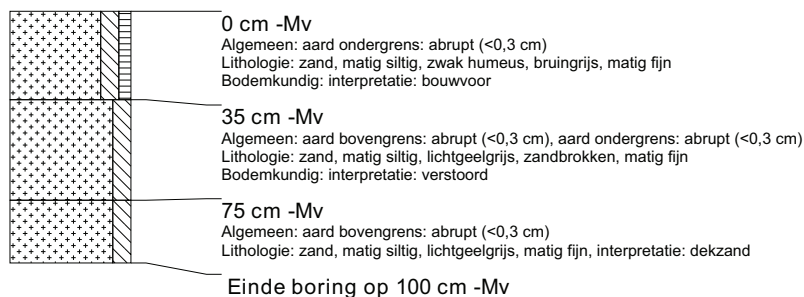 0 cm -Mv
Algemeen: aard ondergrens: abrupt (<0,3 cm)
Lithologie: zand, matig siltig, zwak humeus, bruingrijs, matig fijn
Bodemkundig: interpretatie: bouwvoor
35 cm -Mv
Algemeen: aard bovengrens: abrupt (<0,3 cm), aard ondergrens: abrupt (<0,3 cm)
Lithologie: zand, matig siltig, lichtgeelgrijs, zandbrokken, matig fijn
Bodemkundig: interpretatie: verstoord
75 cm -Mv
Algemeen: aard bovengrens: abrupt (<0,3 cm)
Lithologie: zand, matig siltig, lichtgeelgrijs, matig fijn, interpretatie: dekzand
Einde boring op 100 cm -Mv